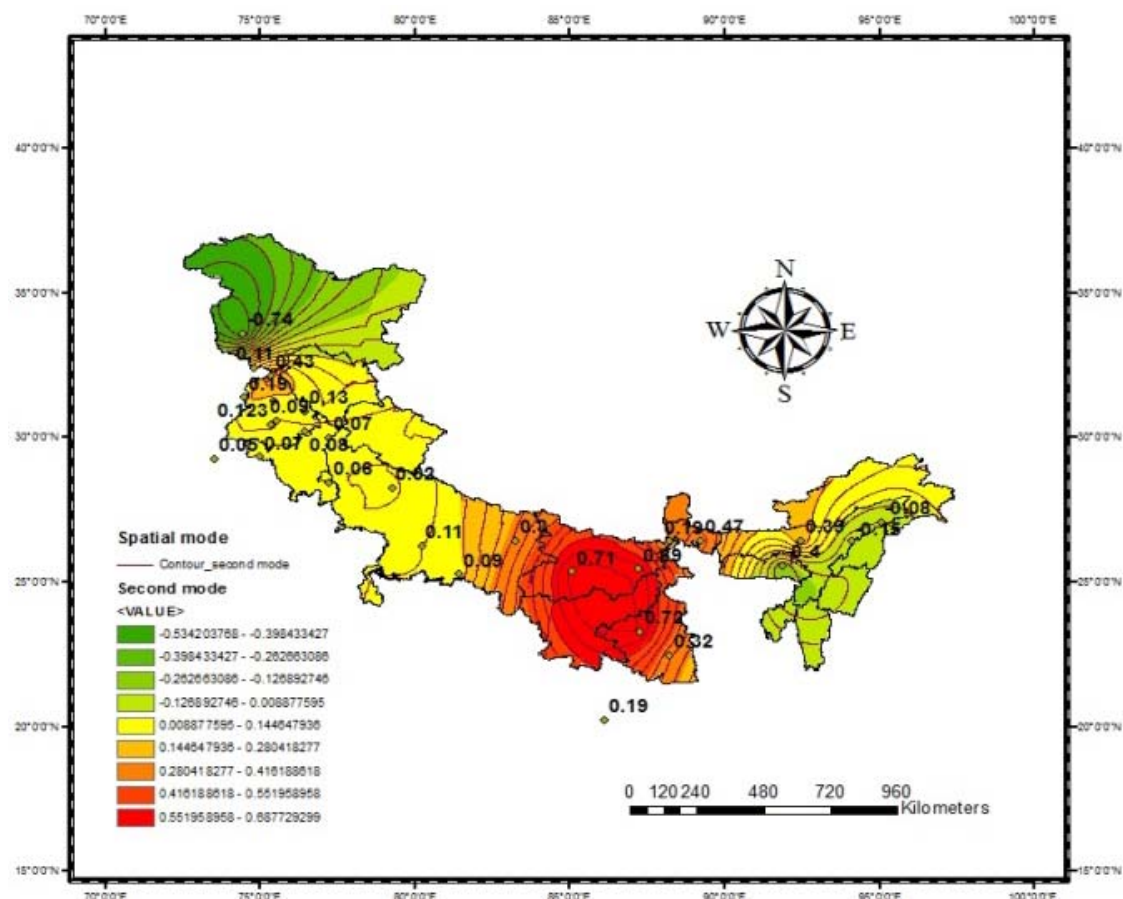 70°0'0"E 75°0'0"E 80°0'0"E 85°0'0"E 90°0'0"E 95°0'0"E 100°0'0"E
40°0'0"N 40°0'0"N
35°0'0"N 35°0'0"N
30°0'0"N 30°0'0"N
25°0'0"N 25°0'0"N
20°0'0"N 20°0'0"N
15°0'0"N 15°0'0"N
N
W E
S
-0.74
0.11
0.43
0.19
0.13
0.123 0.09
0.07
0.05 0.07 0.08
0.06 0.02
0.11
0.09
0.3
0.71
0.19 0.47
0.39
-0.08
-0.15
0.72
0.32
0.19
Spatial mode
Contour_second mode
Second mode
<VALUE>
-0.534203768 - -0.398433427
-0.398433427 - -0.262663086
-0.262663086 - -0.126892746
-0.126892746 - 0.008877595
0.008877595 - 0.144647936
0.144647936 - 0.280418277
0.280418277 - 0.416188618
0.416188618 - 0.551958958
0.551958958 - 0.687729299
0 120 240 480 720 960
Kilometers
70°0'0"E 75°0'0"E 80°0'0"E 85°0'0"E 90°0'0"E 95°0'0"E 100°0'0"E